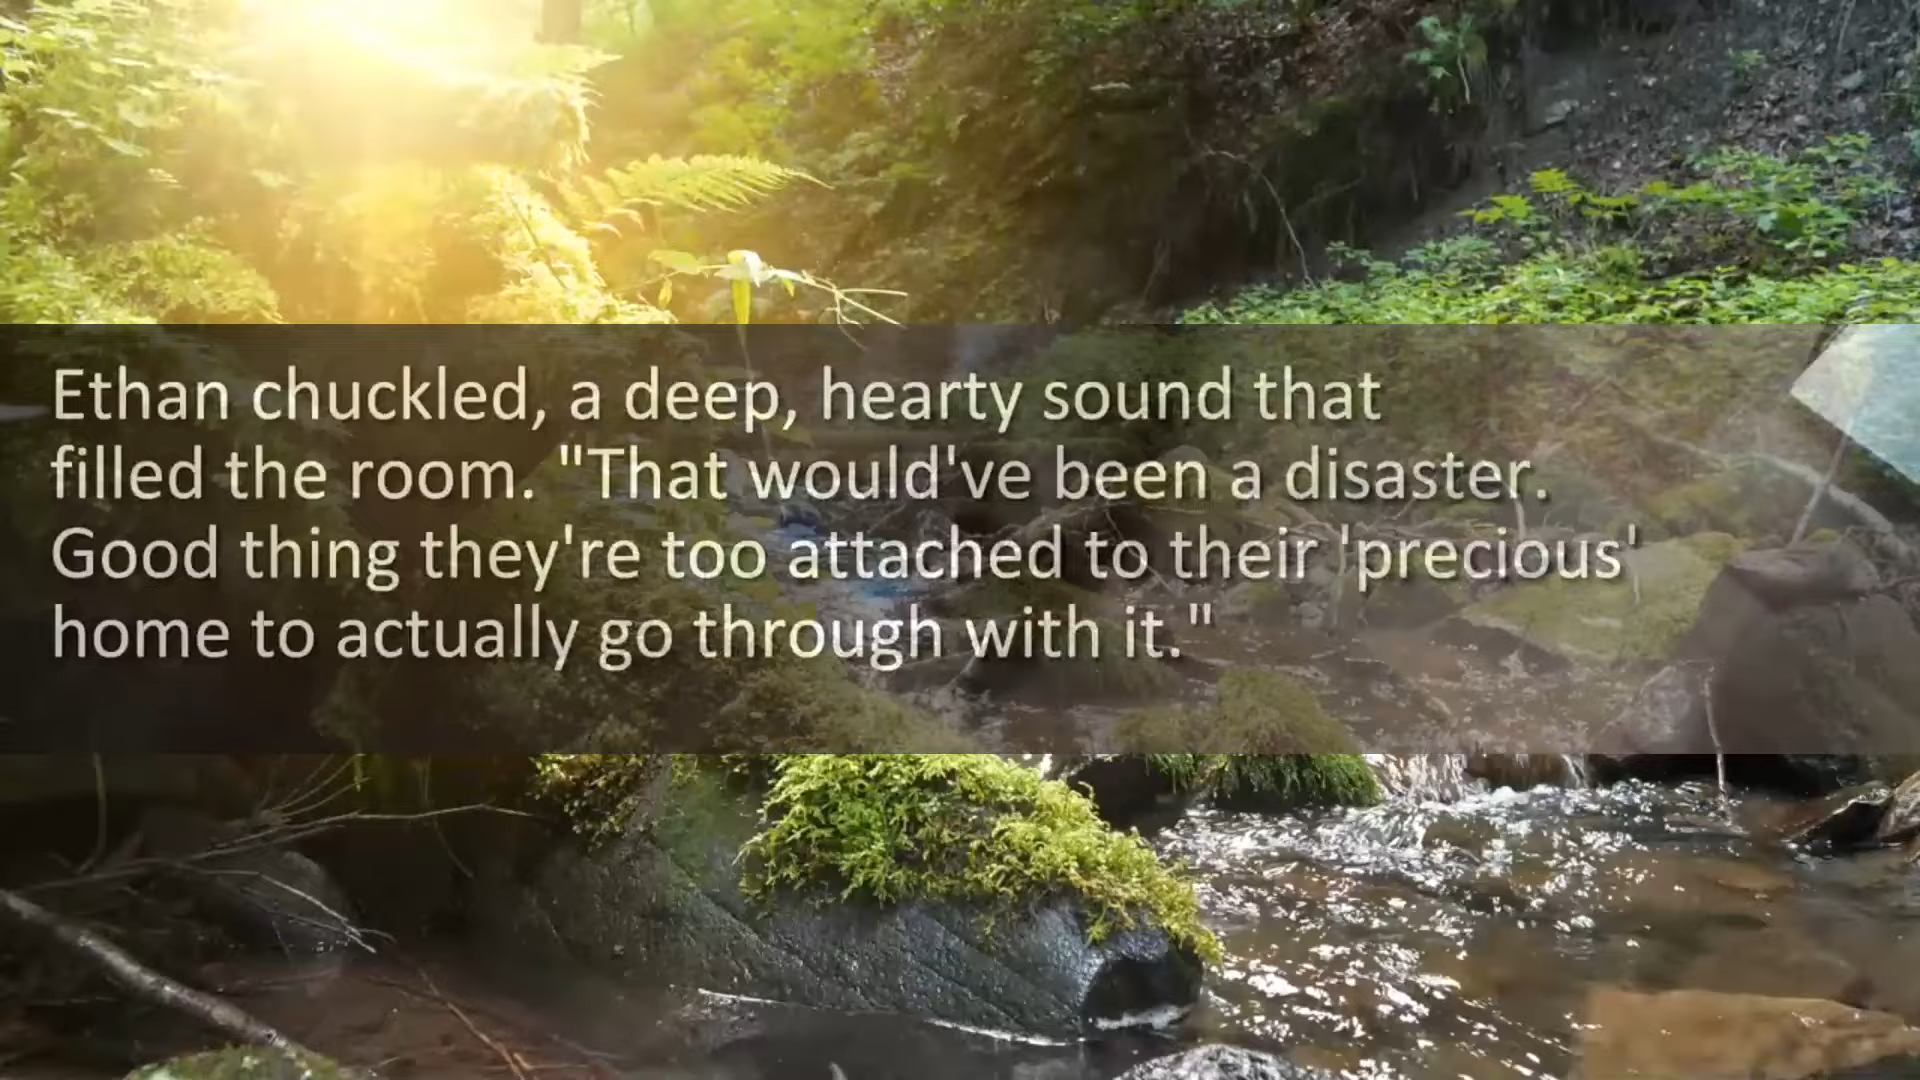 Ethan chuckled, a deep, hearty sound that
filled the room. "That would've been a disaster.
Good thing they're too attached to their 'precious'
home to actually go through with it."